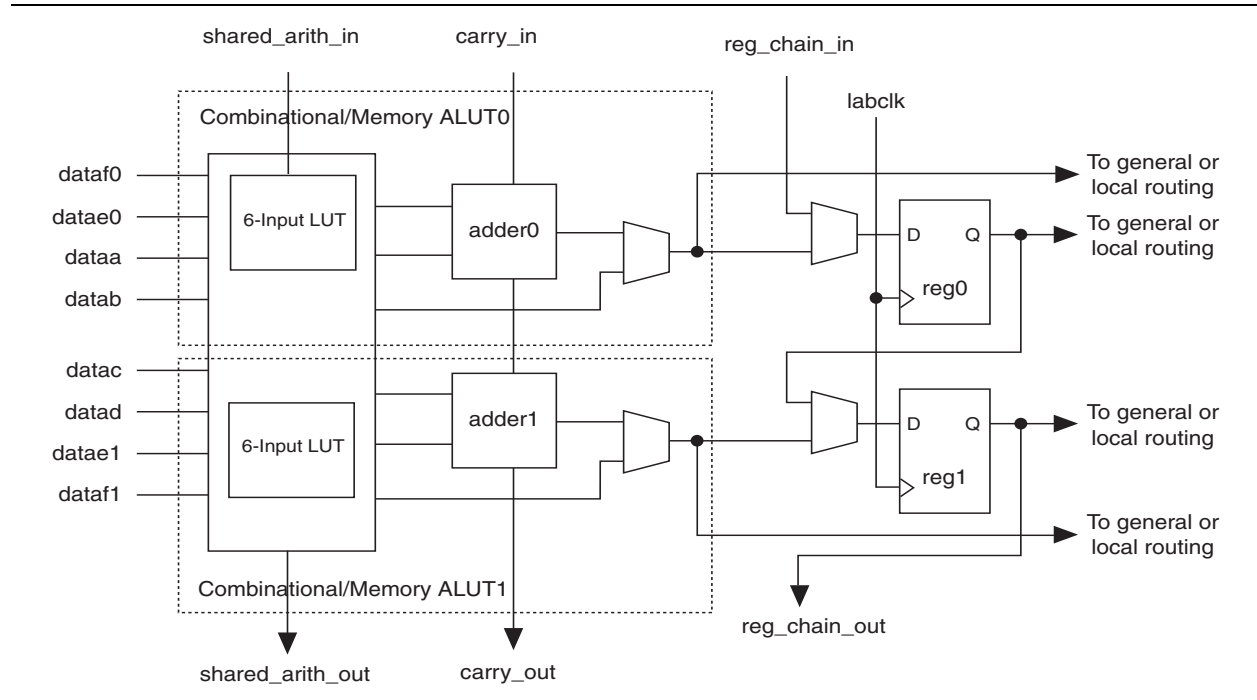 shared_arith_in
carry_in
reg_chain_in
labclk
Combinational/Memory ALUT0
dataf0
datae0
dataa
datab
6-Input LUT
adder0
D Q
reg0
To general or
local routing
To general or
local routing
datac
datad
datae1
dataf1
6-Input LUT
adder1
D Q
reg1
To general or
local routing
To general or
local routing
Combinational/Memory ALUT1
reg_chain_out
shared_arith_out
carry_out